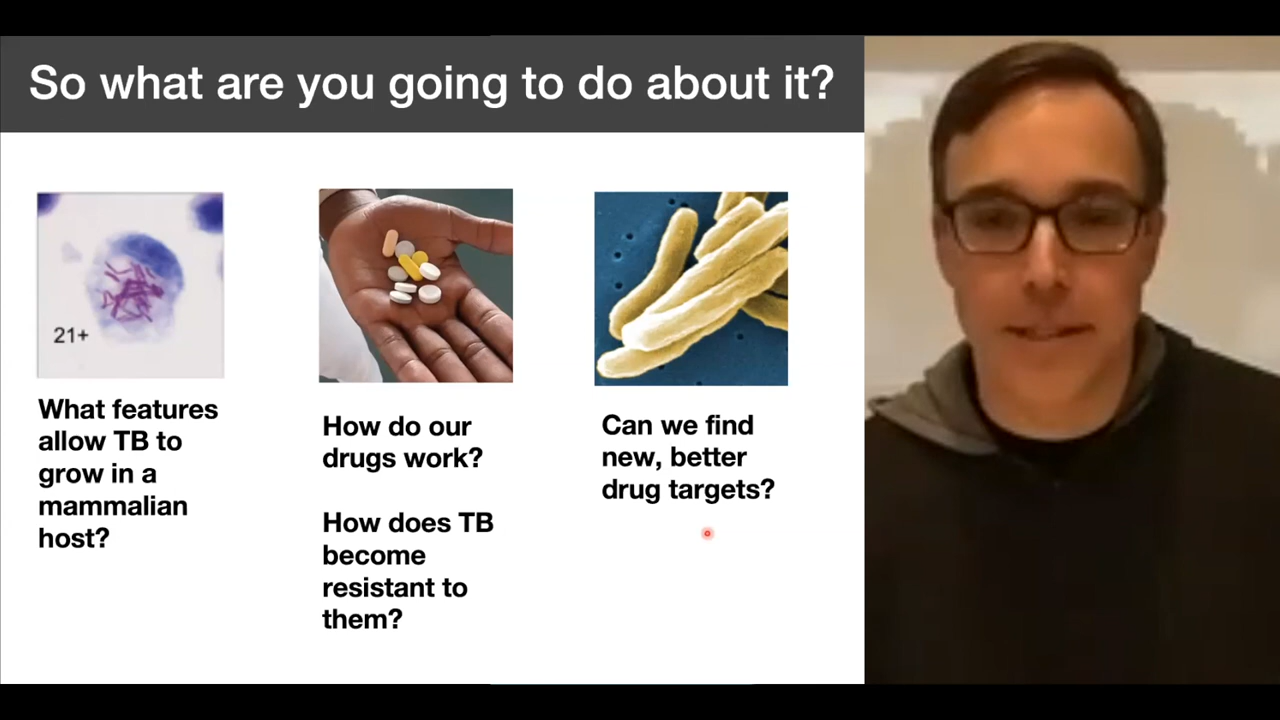 So what are you going to do about it?
21+
What features
allow TB to
grow in a
mammalian
host?
How do our
drugs work?
How does TB
become
resistant to
them?
Can we find
new, better
drug targets?